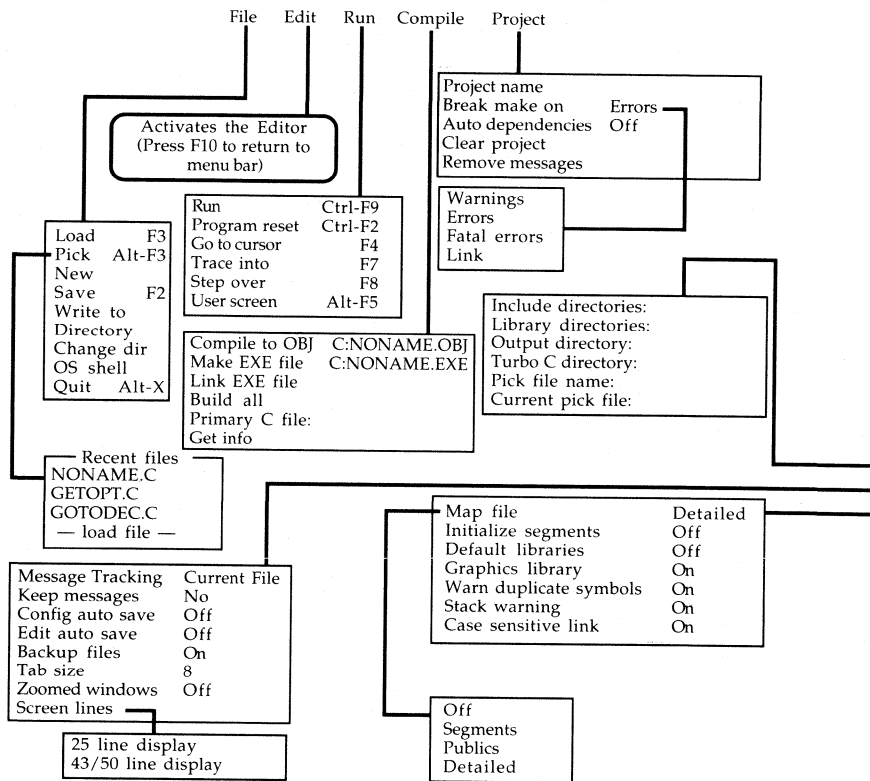 File Edit Run Compile Project
Project name
Break make on Errors
Auto dependencies Off
Clear project
Remove messages
Activates the Editor
(Press F10 to return to
menu bar)
Warnings
Errors
Fatal errors
Link
Run Ctrl-F9
Program reset Ctrl-F2
Go to cursor F4
Trace into F7
Step over F8
User screen Alt-F5
Load F3
Pick Alt-F3
New
Save F2
Write to
Directory
Change dir
OS shell
Quit Alt-X
Include directories:
Library directories:
Output directory:
Turbo C directory:
Pick file name:
Current pick file:
Compile to OBJ C:NONAME.OBJ
Make EXE file C:NONAME.EXE
Link EXE file
Build all
Primary C file:
Get info
Recent files
NONAME.C
GETOPT.C
GOTODEC.C
— load file —
Map file Detailed
Initialize segments Off
Default libraries Off
Graphics library On
Warn duplicate symbols On
Stack warning On
Case sensitive link On
Message Tracking Current File
Keep messages No
Config auto save Off
Edit auto save Off
Backup files On
Tab size 8
Zoomed windows Off
Screen lines
25 line display
43/50 line display
Off
Segments
Publics
Detailed